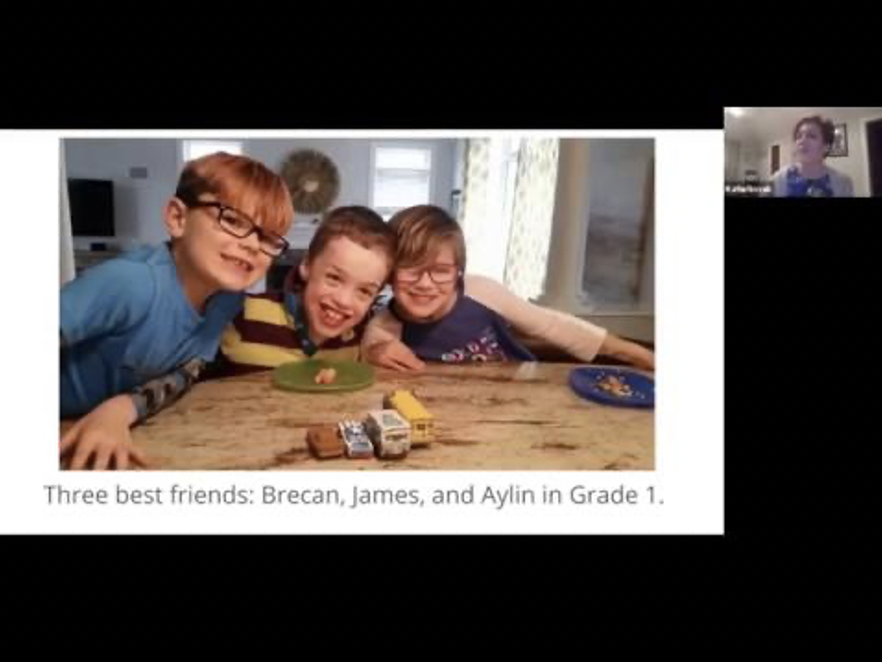 Three best friends: Brecan, James, and Aylin in Grade 1.